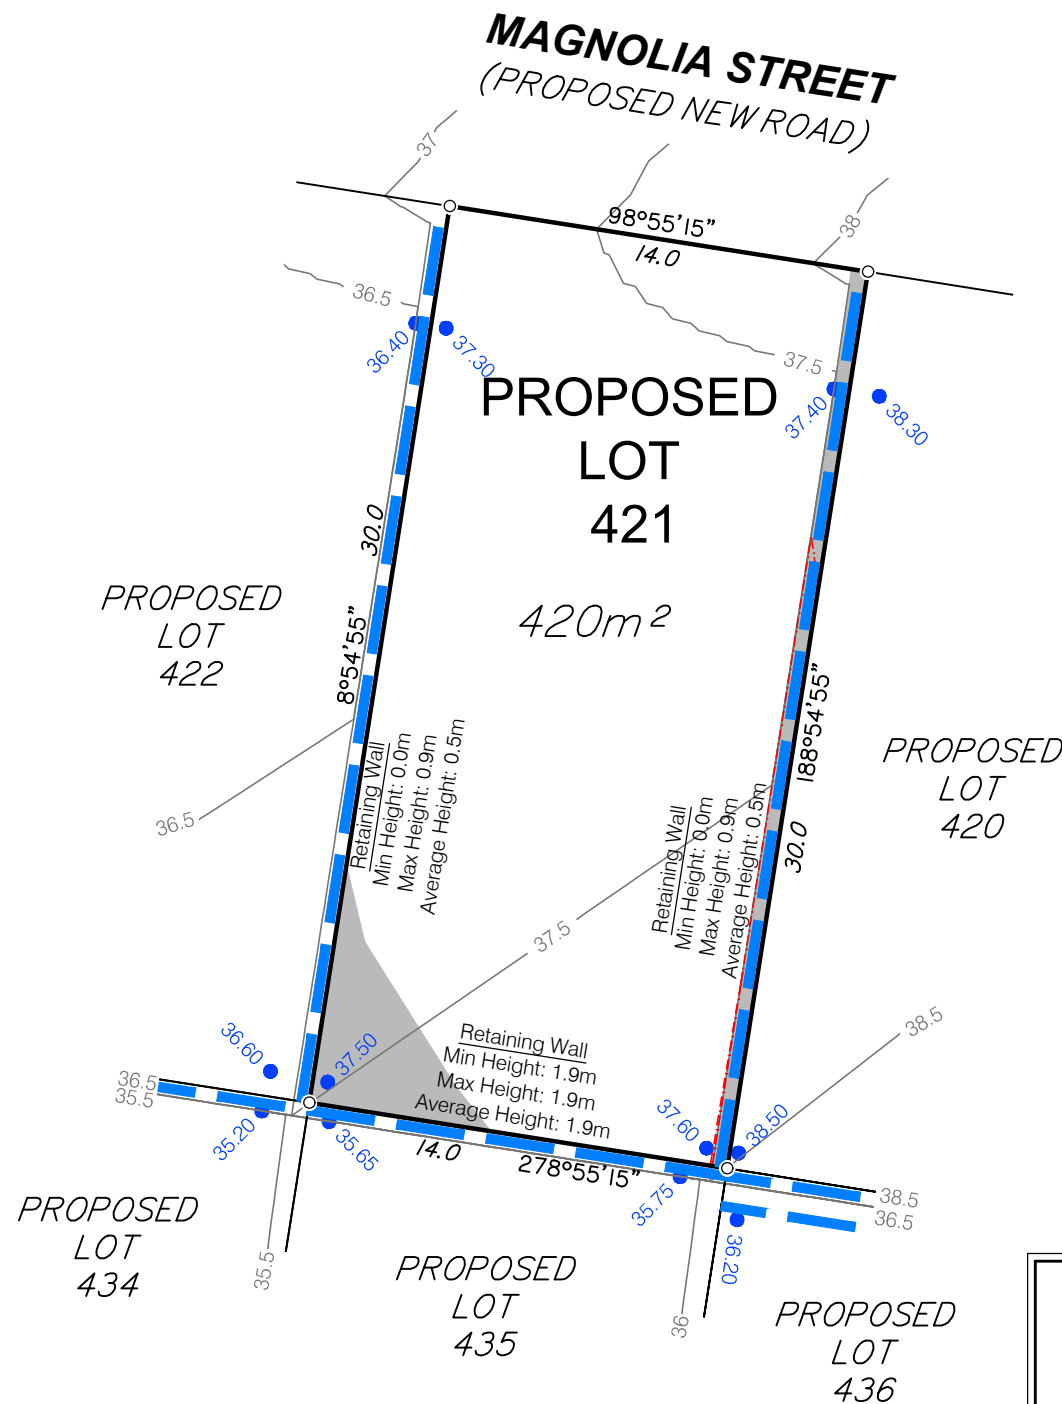 MAGNOLIA STREET
(PROPOSED NEW ROAD)
37
98°55'15"
14.0
38
36.5
36.40
37.30
37.5
37.40
38.30
PROPOSED
LOT
421
420m²
30.0
8°54'55"
PROPOSED
LOT
422
188°54'55"
30.0
PROPOSED
LOT
420
Retaining Wall
Min Height: 0.0m
Max Height: 0.9m
Average Height: 0.5m
Retaining Wall
Min Height: 0.0m
Max Height: 0.9m
Average Height: 0.5m
36.5
37.5
38.5
Retaining Wall
Min Height: 1.9m
Max Height: 1.9m
Average Height: 1.9m
36.60
37.50
36.5
35.5
35.20
35.65
14.0
278°55'15"
37.60
38.50
35.75
36.20
38.5
36.5
35.5
36
PROPOSED
LOT
434
PROPOSED
LOT
435
PROPOSED
LOT
436